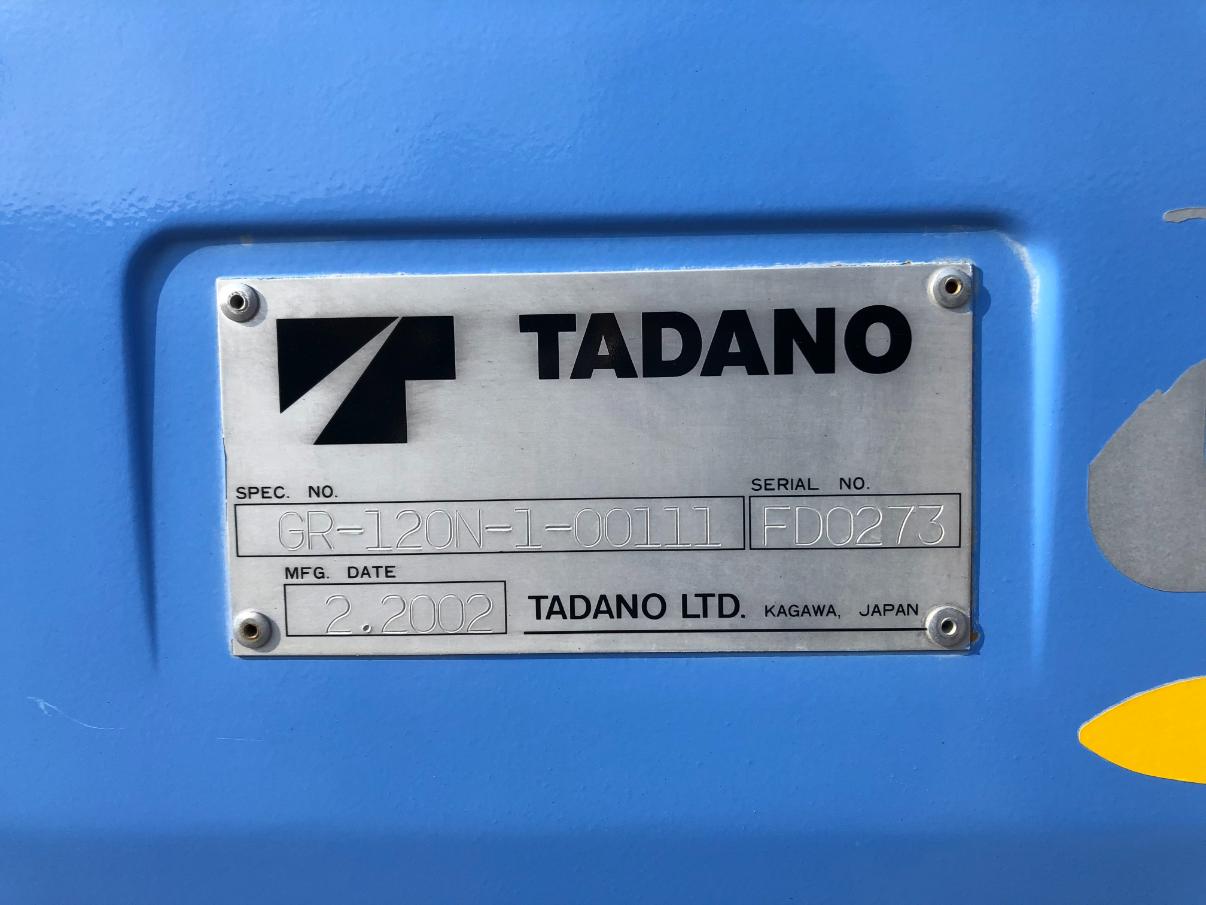 TADANO
SPEC. NO.
SERIAL NO.
GR-120N-1-00111
FD0273
MFG. DATE
2.2002
TADANO LTD. KAGAWA, JAPAN